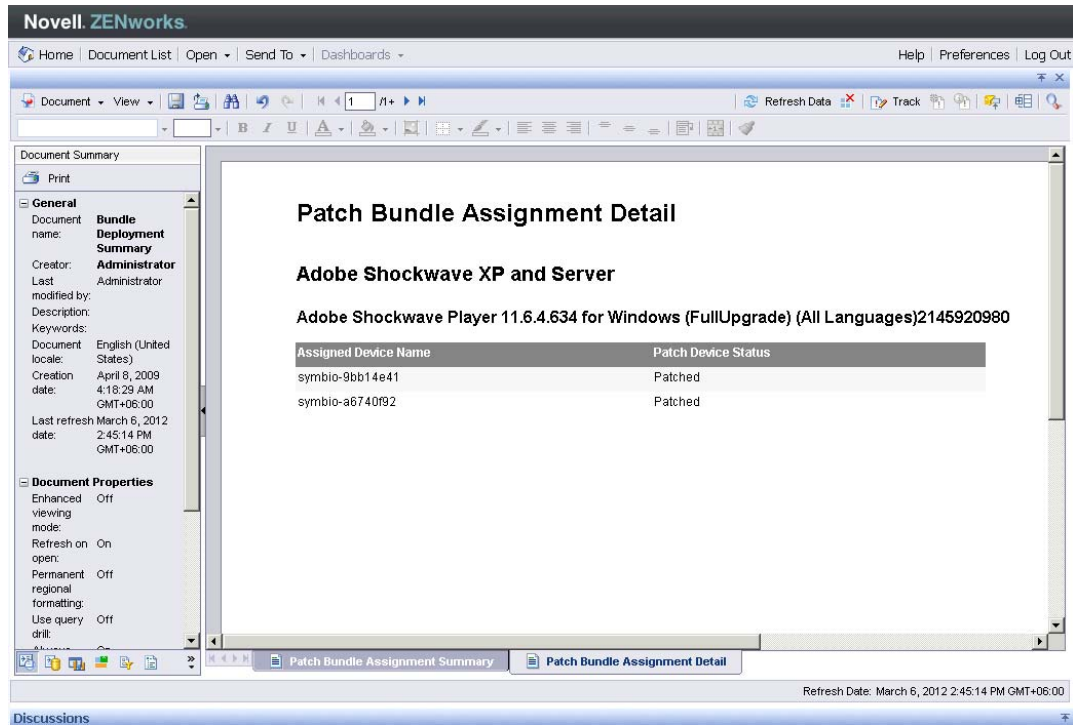 Novell. ZENworks.
Home | Document List | Open | Send To | Dashboards
Help | Preferences | Log Out
Document View 1 /1+ Refresh Data Track
B I U A
Document Summary
Print
General
Document name: Bundle Deployment Summary
Creator: Administrator
Last modified by: Administrator
Description:
Keywords:
Document locale: English (United States)
Creation date: April 8, 2009 4:18:29 AM GMT+06:00
Last refresh date: March 6, 2012 2:45:14 PM GMT+06:00
Document Properties
Enhanced viewing mode: Off
Refresh on open: On
Permanent regional formatting: Off
Use query drill: Off
Patch Bundle Assignment Detail
Adobe Shockwave XP and Server
Adobe Shockwave Player 11.6.4.634 for Windows (FullUpgrade) (All Languages)2145920980
Assigned Device Name Patch Device Status
symbio-9bb14e41 Patched
symbio-a6740f92 Patched
Patch Bundle Assignment Summary
Patch Bundle Assignment Detail
Refresh Date: March 6, 2012 2:45:14 PM GMT+06:00
Discussions